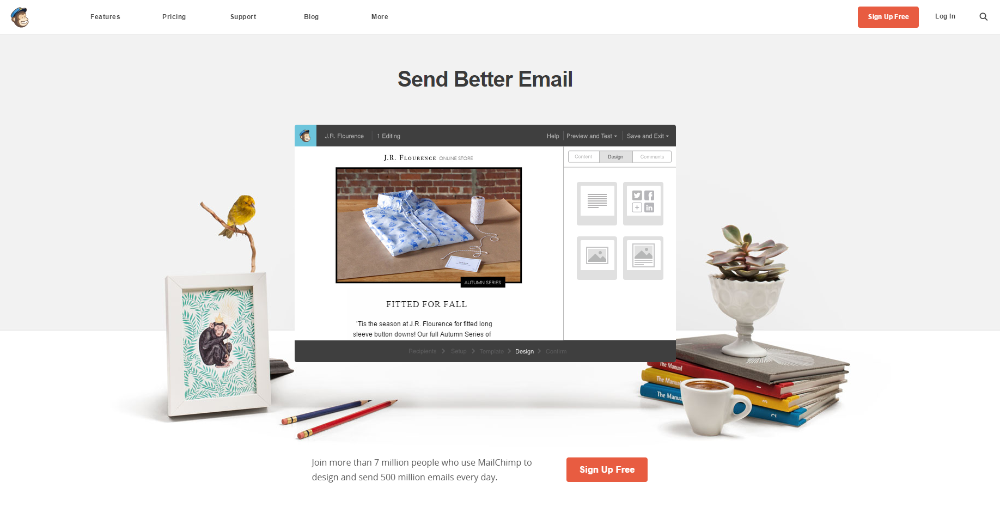 Features
Pricing
Support
Blog
More
Sign Up Free
Log In
Send Better Email
J.R. Flourence
1 Editing
Help
Preview and Test
Save and Exit
J.R. Flourence ONLINE STORE
Content
Design
Comments
AUTUMN SERIES
FITTED FOR FALL
'Tis the season at J.R. Flourence for fitted long
sleeve button downs! Our full Autumn Series of
Recipients
Setup
Template
Design
Confirm
The Manual
The Manual
3
The Manual
2
Join more than 7 million people who use MailChimp to
design and send 500 million emails every day.
Sign Up Free